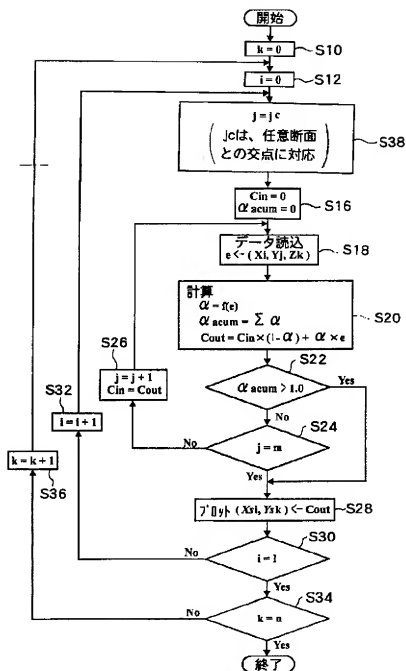 開始
k = 0
S10
i = 0
S12
j = j c
jcは、任意断面
との交点に対応
S38
Cin = 0
α acum = 0
S16
データ読込
e <- ( Xi, Yj, Zk )
S18
計算
α = f(e)
α acum = Σ α
Cout = Cin × (1- α) + α × e
S20
S26
j = j + 1
Cin = Cout
S22
α acum > 1.0
Yes
No
S32
i = i + 1
S24
j = m
No
Yes
k = k + 1
S36
プロット (Xsi, Ysk) <- Cout
S28
S30
i = l
No
Yes
S34
k = n
No
Yes
終了